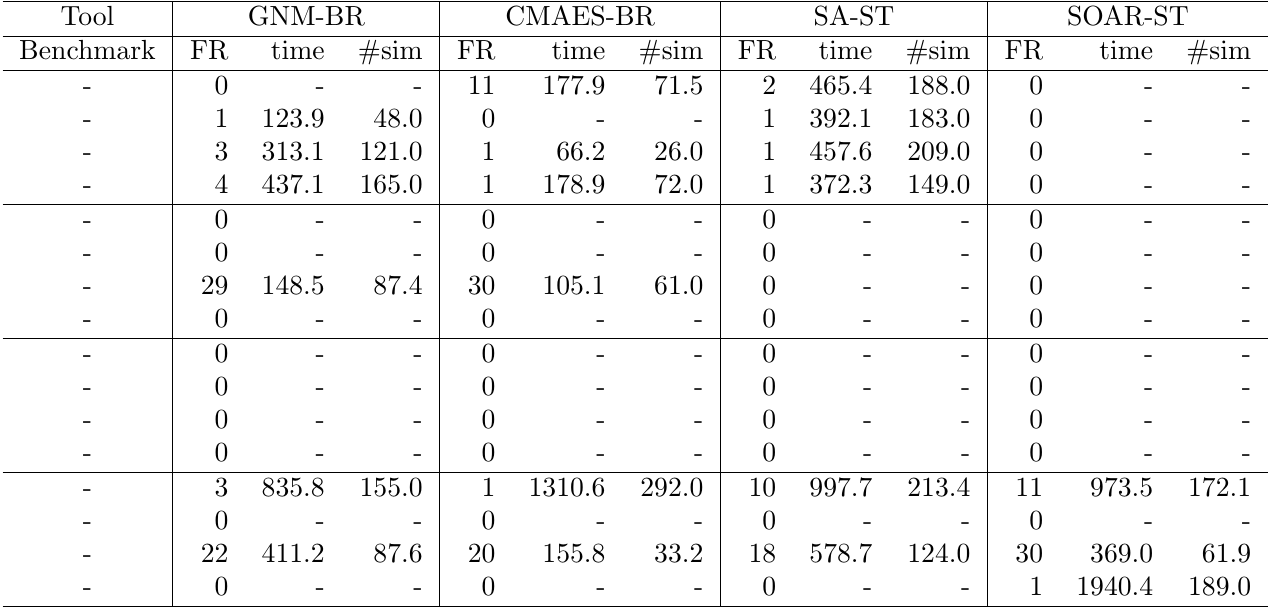 Tool GNM-BR CMAES-BR SA-ST SOAR-ST
Benchmark FR time #sim FR time #sim FR time #sim FR time #sim
- 0 - - 11 177.9 71.5 2 465.4 188.0 0 - -
- 1 123.9 48.0 0 - - 1 392.1 183.0 0 - -
- 3 313.1 121.0 1 66.2 26.0 1 457.6 209.0 0 - -
- 4 437.1 165.0 1 178.9 72.0 1 372.3 149.0 0 - -
- 0 - - 0 - - 0 - - 0 - -
- 0 - - 0 - - 0 - - 0 - -
- 29 148.5 87.4 30 105.1 61.0 0 - - 0 - -
- 0 - - 0 - - 0 - - 0 - -
- 0 - - 0 - - 0 - - 0 - -
- 0 - - 0 - - 0 - - 0 - -
- 0 - - 0 - - 0 - - 0 - -
- 0 - - 0 - - 0 - - 0 - -
- 3 835.8 155.0 1 1310.6 292.0 10 997.7 213.4 11 973.5 172.1
- 0 - - 0 - - 0 - - 0 - -
- 22 411.2 87.6 20 155.8 33.2 18 578.7 124.0 30 369.0 61.9
- 0 - - 0 - - 0 - - 1 1940.4 189.0